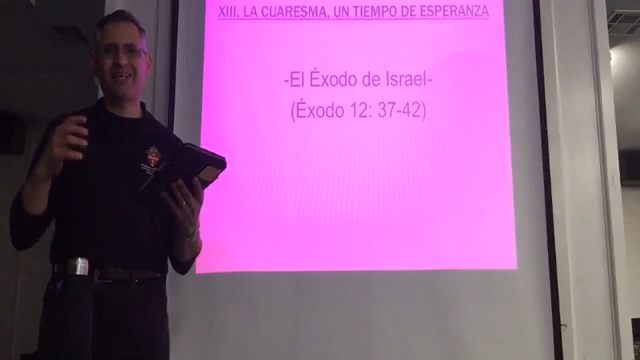 XIII. LA CUARESMA, UN TIEMPO DE ESPERANZA
-El Éxodo de Israel-
(Éxodo 12: 37-42)